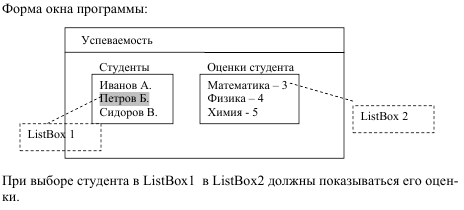 Форма окна программы:
Успеваемость
Студенты
Оценки студента
Иванов А.
Петров Б.
Сидоров В.
Математика – 3
Физика – 4
Химия - 5
ListBox 1
ListBox 2
При выборе студента в ListBox1 в ListBox2 должны показываться его оцен-
ки.